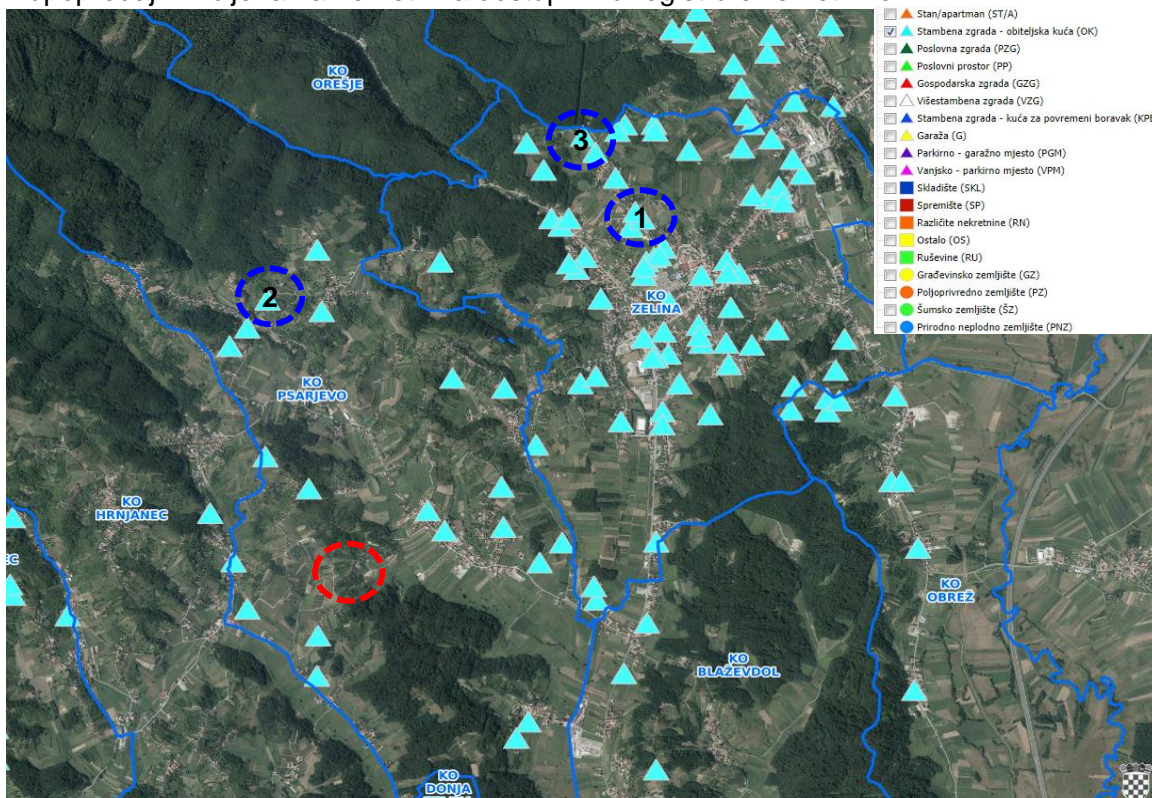 Stan/apartman (ST/A)
Stambena zgrada - obiteljska kuća (OK)
Poslovna zgrada (PZG)
Poslovni prostor (PP)
Gospodarska zgrada (GZG)
Višestambena zgrada (VZG)
Stambena zgrada - kuća za povremeni boravak (KPB
Garaža (G)
Parkirno - garažno mjesto (PGM)
Vanjsko - parkirno mjesto (VPM)
Skladište (SKL)
Spremište (SP)
Različite nekretnine (RN)
Ostalo (OS)
Ruševine (RU)
Građevinsko zemljište (GZ)
Poljoprivredno zemljište (PZ)
Šumsko zemljište (ŠZ)
Prirodno neplodno zemljište (PNZ)
KO
OREŠJE
3
1
2
KO
ZELINA
KO
PSARJEVO
KO
HRNJANEC
EC
KO
OBREŽ
KO
BLAŽEVDOL
KO
DONJA